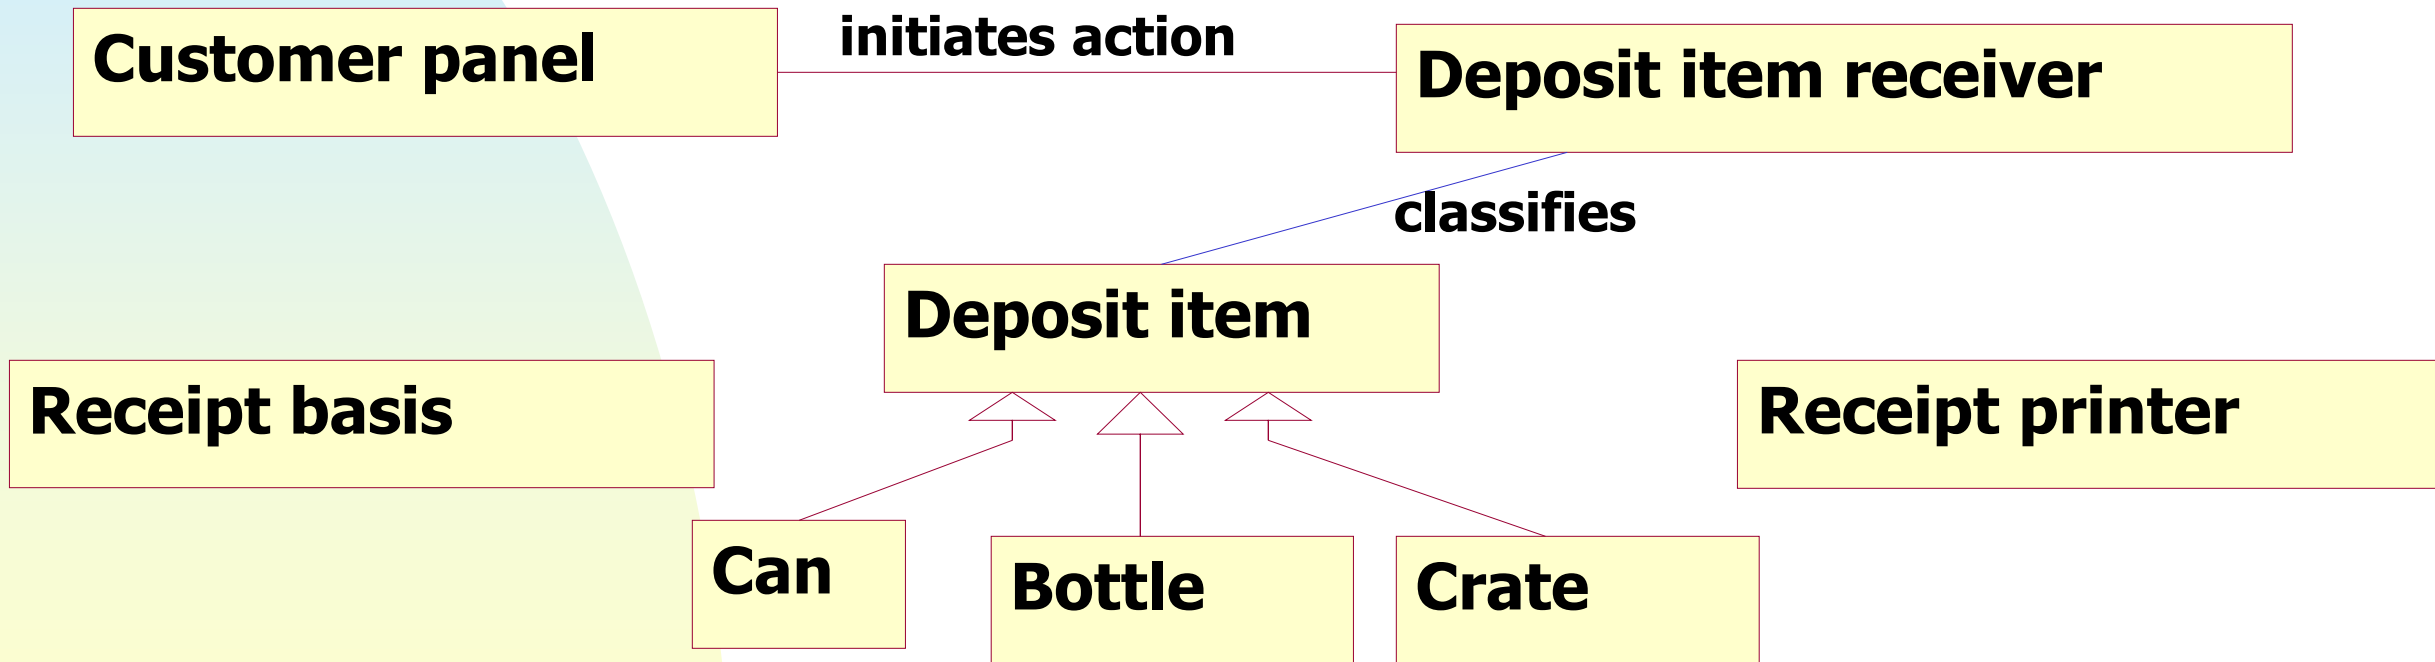 Customer panel
initiates action
Deposit item receiver
classifies
Deposit item
Receipt basis
Receipt printer
Can
Bottle
Crate